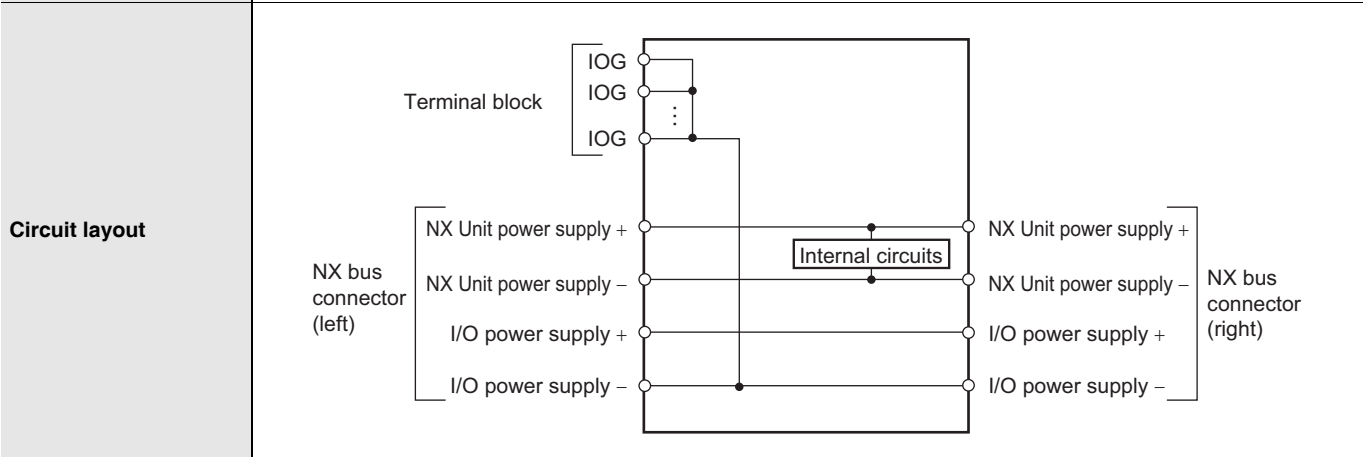 Circuit layout
Terminal block
IOG
IOG
⋮
IOG
NX bus
connector
(left)
NX Unit power supply +
NX Unit power supply −
I/O power supply +
I/O power supply −
Internal circuits
NX Unit power supply +
NX Unit power supply −
I/O power supply +
I/O power supply −
NX bus
connector
(right)